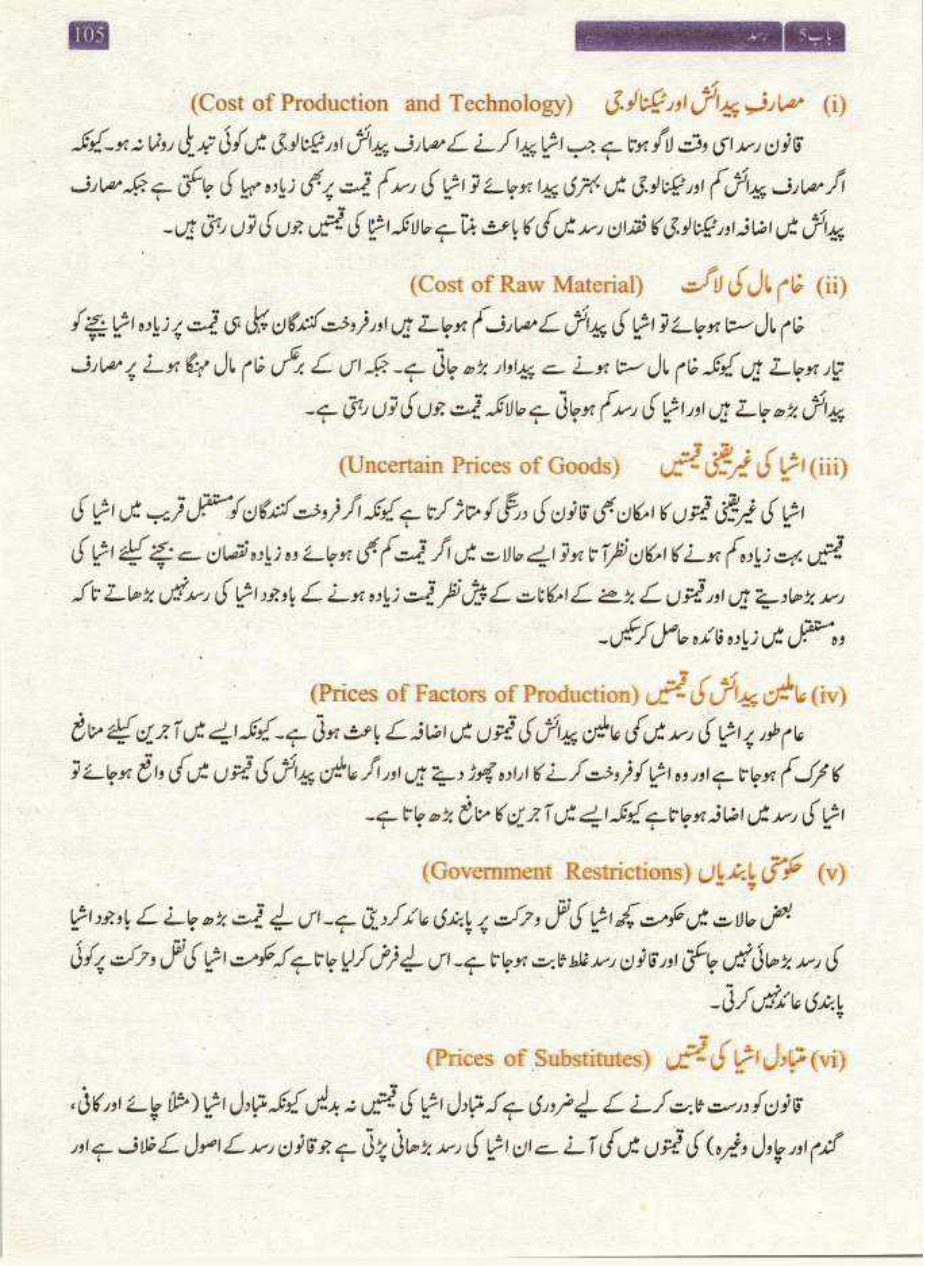 باب 5 رسد 105
(i) مصارفِ پیدائش اور ٹیکنالوجی (Cost of Production and Technology)
قانون رسد اسی وقت لاگو ہوتا ہے جب اشیا پیدا کرنے کے مصارف پیدائش اور ٹیکنالوجی میں کوئی تبدیلی رونما نہ ہو۔ کیونکہ
اگر مصارف پیدائش کم اور ٹیکنالوجی میں بہتری پیدا ہوجائے تو اشیا کی رسد کم قیمت پر بھی زیادہ مہیا کی جاسکتی ہے جبکہ مصارف
پیدائش میں اضافہ اور ٹیکنالوجی کا فقدان رسد میں کمی کا باعث بنتا ہے حالانکہ اشیا کی قیمتیں جوں کی توں رہتی ہیں۔
(ii) خام مال کی لاگت (Cost of Raw Material)
خام مال سستا ہوجائے تو اشیا کی پیدائش کے مصارف کم ہوجاتے ہیں اور فروخت کنندگان پہلی ہی قیمت پر زیادہ اشیا بیچنے کو
تیار ہوجاتے ہیں کیونکہ خام مال سستا ہونے سے پیداوار بڑھ جاتی ہے۔ جبکہ اس کے برعکس خام مال مہنگا ہونے پر مصارف
پیدائش بڑھ جاتے ہیں اور اشیا کی رسد کم ہوجاتی ہے حالانکہ قیمت جوں کی توں رہتی ہے۔
(iii) اشیا کی غیر یقینی قیمتیں (Uncertain Prices of Goods)
اشیا کی غیر یقینی قیمتوں کا امکان بھی قانون کی درستگی کو متاثر کرتا ہے کیونکہ اگر فروخت کنندگان کو مستقبل قریب میں اشیا کی
قیمتیں بہت زیادہ کم ہونے کا امکان نظر آتا ہو تو ایسے حالات میں اگر قیمت کم بھی ہوجائے وہ زیادہ نقصان سے بچنے کیلئے اشیا کی
رسد بڑھادیتے ہیں اور قیمتوں کے بڑھنے کے امکانات کے پیش نظر قیمت زیادہ ہونے کے باوجود اشیا کی رسد نہیں بڑھاتے تاکہ
وہ مستقبل میں زیادہ فائدہ حاصل کرسکیں۔
(iv) عاملین پیدائش کی قیمتیں (Prices of Factors of Production)
عام طور پر اشیا کی رسد میں کمی عاملین پیدائش کی قیمتوں میں اضافہ کے باعث ہوتی ہے۔ کیونکہ ایسے میں آجرین کیلئے منافع
کا محرک کم ہوجاتا ہے اور وہ اشیا کو فروخت کرنے کا ارادہ چھوڑ دیتے ہیں اور اگر عاملین پیدائش کی قیمتوں میں کمی واقع ہوجائے تو
اشیا کی رسد میں اضافہ ہوجاتاہے کیونکہ ایسے میں آجرین کا منافع بڑھ جاتا ہے۔
(v) حکومتی پابندیاں (Government Restrictions)
بعض حالات میں حکومت کچھ اشیا کی نقل وحرکت پر پابندی عائد کردیتی ہے۔ اس لیے قیمت بڑھ جانے کے باوجود اشیا
کی رسد بڑھائی نہیں جاسکتی اور قانون رسد غلط ثابت ہوجاتا ہے۔ اس لیے فرض کرلیا جاتاہے کہ حکومت اشیا کی نقل وحرکت پر کوئی
پابندی عائد نہیں کرتی۔
(vi) متبادل اشیا کی قیمتیں (Prices of Substitutes)
قانون کو درست ثابت کرنے کے لیے ضروری ہے کہ متبادل اشیا کی قیمتیں نہ بدلیں کیونکہ متبادل اشیا (مثلاً چائے اور کافی،
گندم اور چاول وغیرہ) کی قیمتوں میں کمی آنے سے ان اشیا کی رسد بڑھانی پڑتی ہے جو قانون رسد کے اصول کے خلاف ہے اور